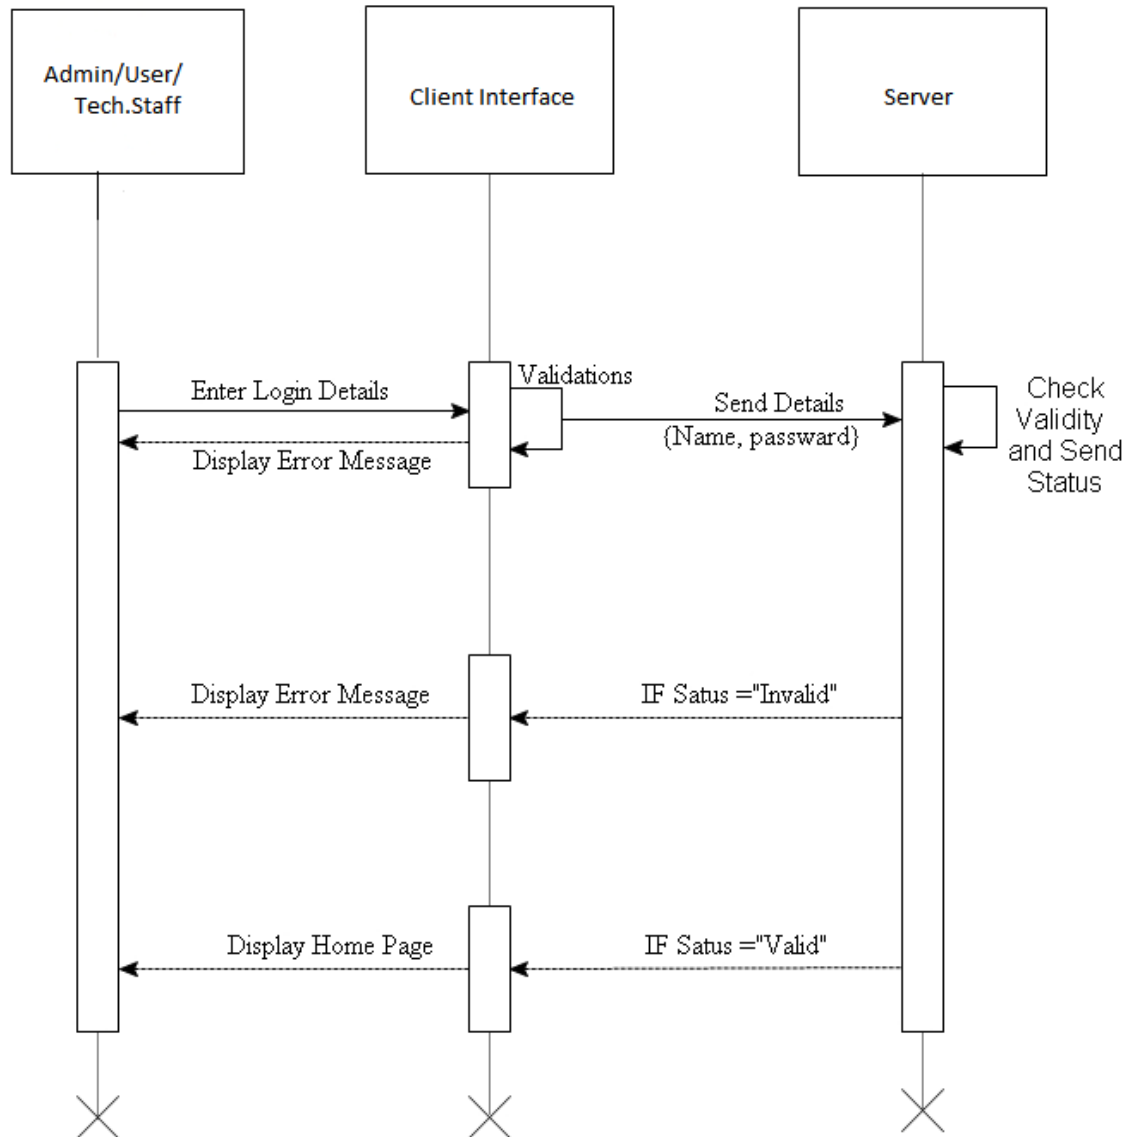 Admin/User/
Tech.Staff
Client Interface
Server
Validations
Enter Login Details
Send Details
{Name, passward}
Display Error Message
Check
Validity
and Send
Status
Display Error Message
IF Satus ="Invalid"
Display Home Page
IF Satus ="Valid"